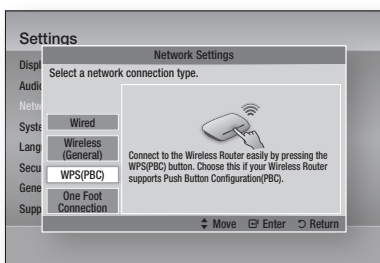 Settings
Network Settings
Displ
Select a network connection type.
Audio
Netw
Syste
Wired
Lang
Wireless
(General)
Secu
WPS(PBC)
Gene
One Foot
Connection
Supp
Connect to the Wireless Router easily by pressing the
WPS(PBC) button. Choose this if your Wireless Router
supports Push Button Configuration(PBC).
Move Enter Return